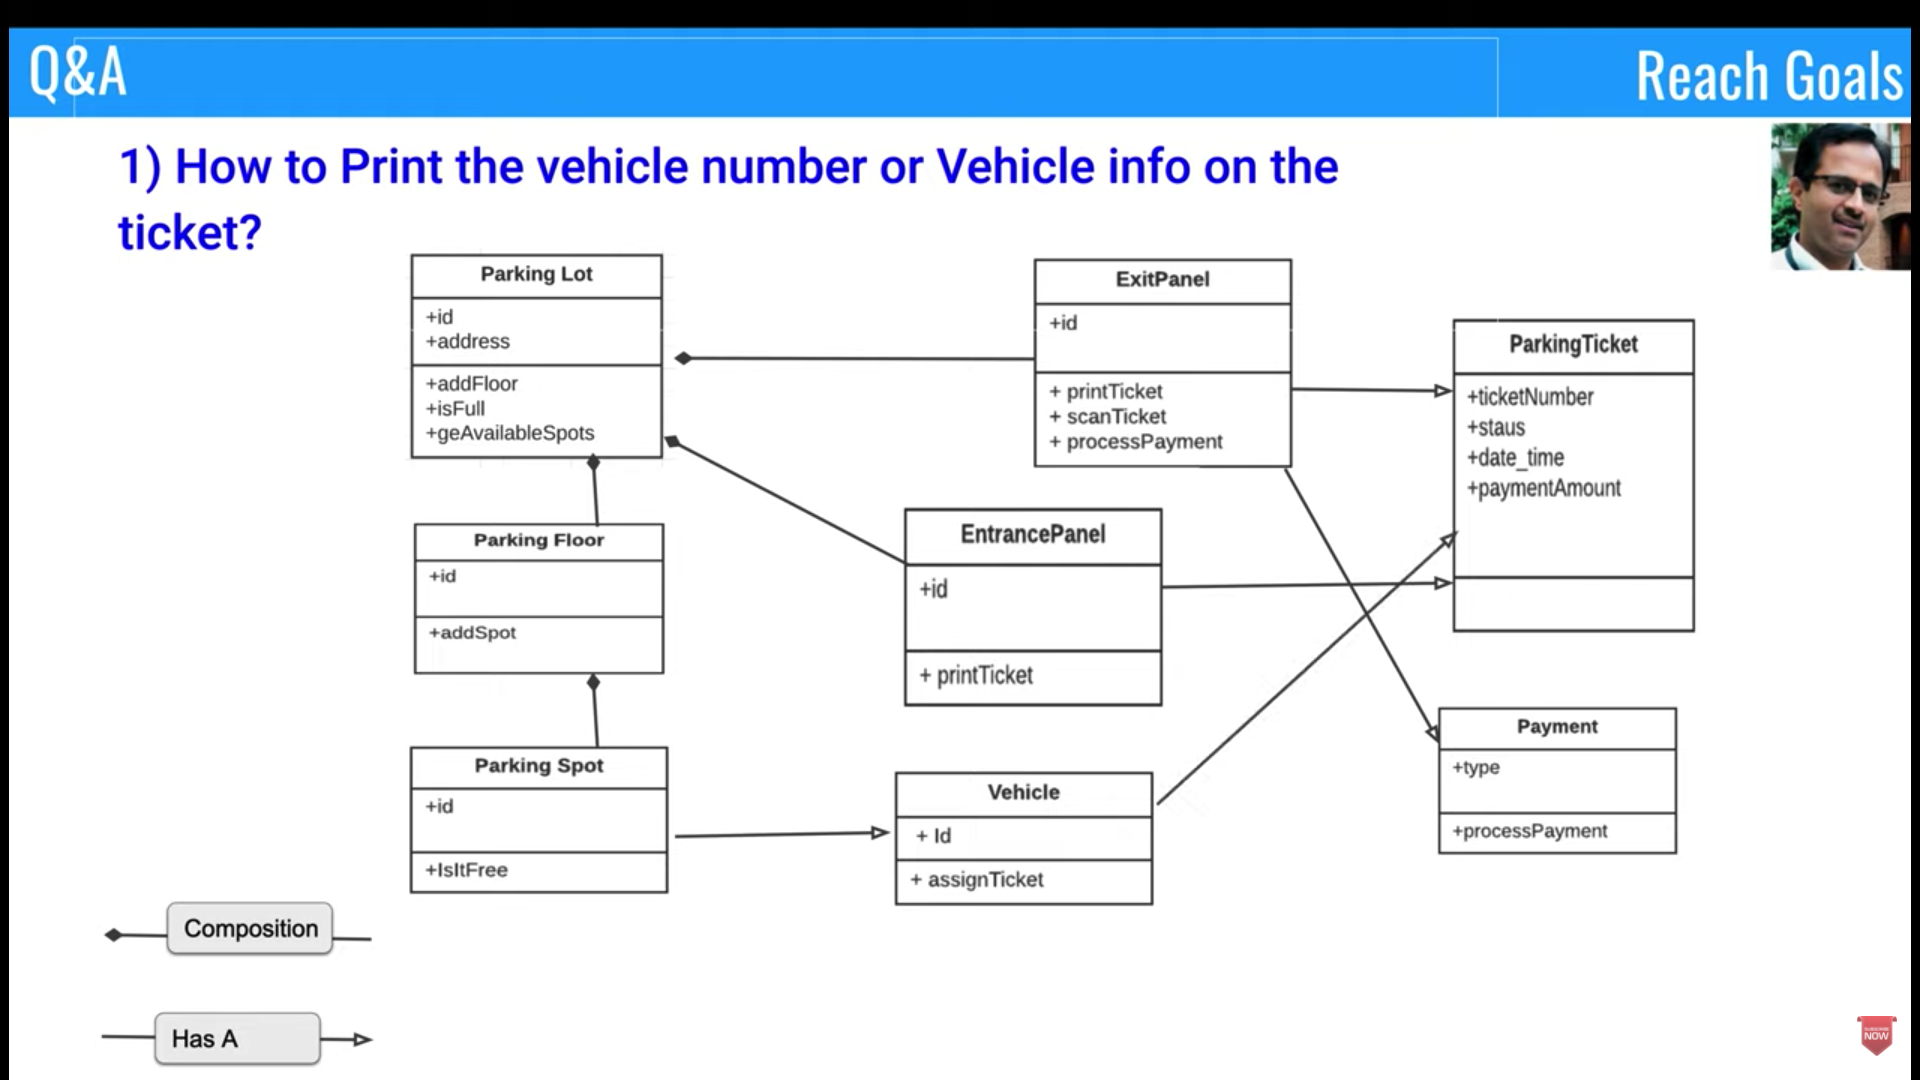 Q&A
Reach Goals
1) How to Print the vehicle number or Vehicle info on the
ticket?
Parking Lot
+id
+address
+addFloor
+isFull
+geAvailableSpots
ExitPanel
+id
+ printTicket
+ scanTicket
+ processPayment
ParkingTicket
+ticketNumber
+staus
+date_time
+paymentAmount
Parking Floor
+id
+addSpot
EntrancePanel
+id
+ printTicket
Parking Spot
+id
+IsItFree
Vehicle
+ Id
+ assignTicket
Payment
+type
+processPayment
Composition
Has A
SUBSCRIBE
NOW